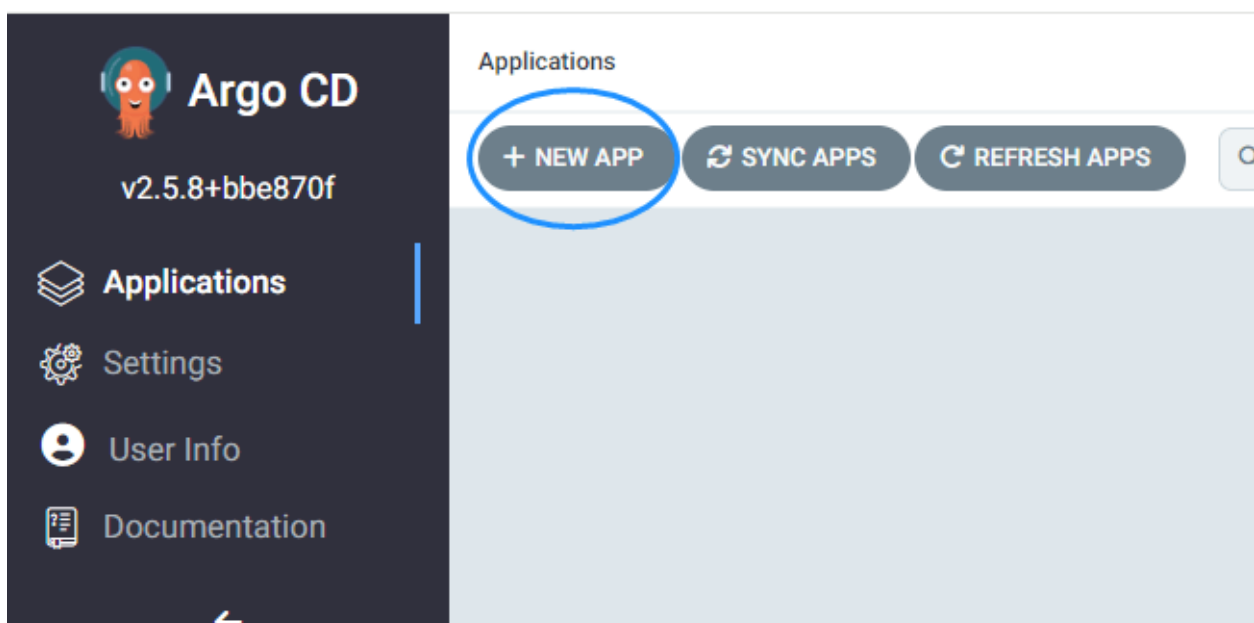 Argo CD
v2.5.8+bbe870f
Applications
Settings
User Info
Documentation
Applications
+ NEW APP SYNC APPS REFRESH APPS